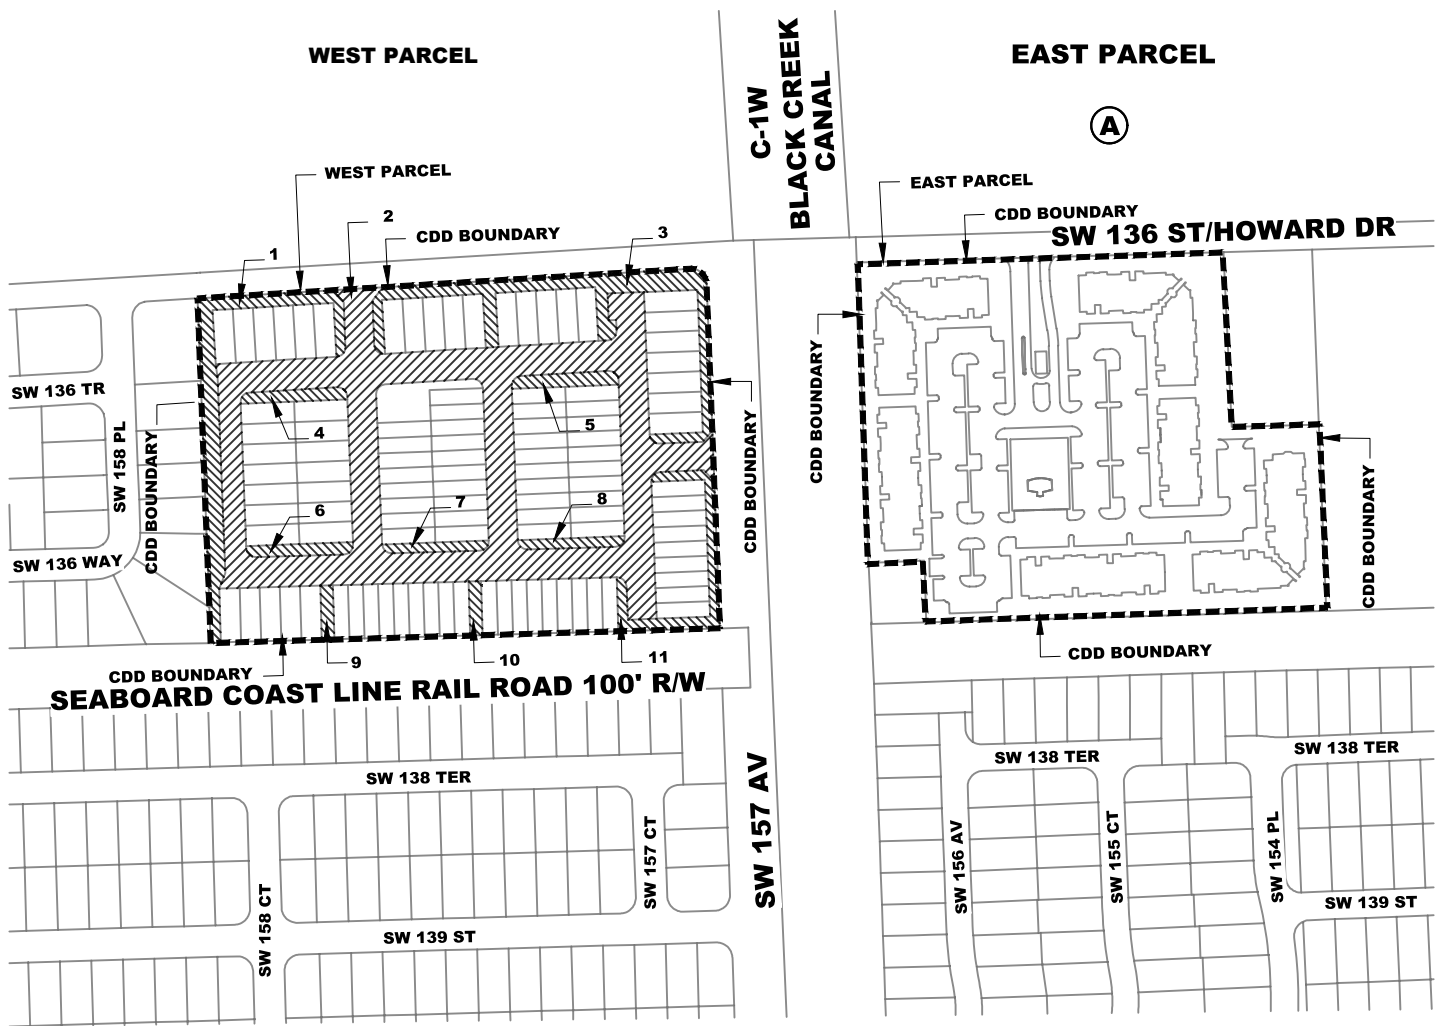 WEST PARCEL
EAST PARCEL
C-1W
BLACK CREEK
CANAL
A
WEST PARCEL
EAST PARCEL
2
CDD BOUNDARY
CDD BOUNDARY
3
SW 136 ST/HOWARD DR
1
CDD BOUNDARY
SW 136 TR
SW 158 PL
CDD BOUNDARY
4
5
CDD BOUNDARY
6
7
8
SW 136 WAY
CDD BOUNDARY
CDD BOUNDARY
9
10
11
CDD BOUNDARY
SEABOARD COAST LINE RAIL ROAD 100' R/W
SW 138 TER
SW 157 AV
SW 138 TER
SW 138 TER
SW 157 CT
SW 156 AV
SW 155 CT
SW 154 PL
SW 158 CT
SW 139 ST
SW 139 ST